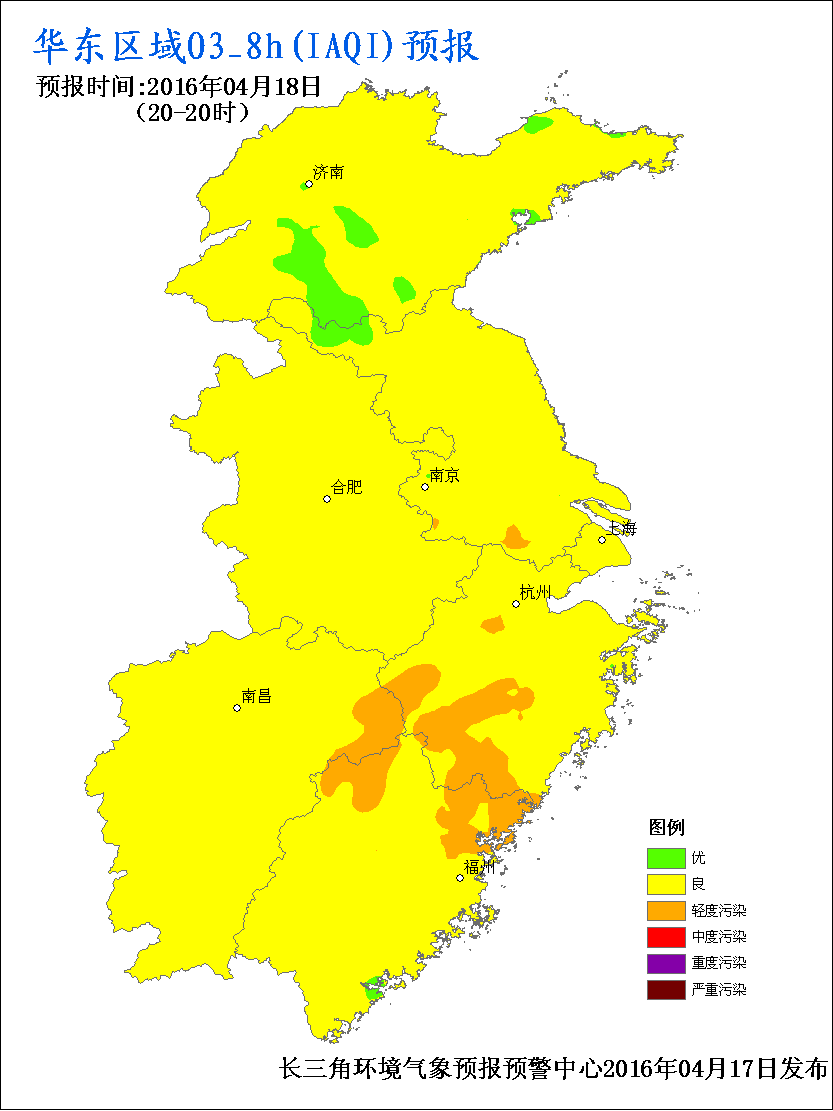 华东区域O3_8h(IAQI)预报
预报时间:2016年04月18日
(20-20时)
济南
南京
合肥
上海
杭州
南昌
福州
图例
优
良
轻度污染
中度污染
重度污染
严重污染
长三角环境气象预报预警中心2016年04月17日发布